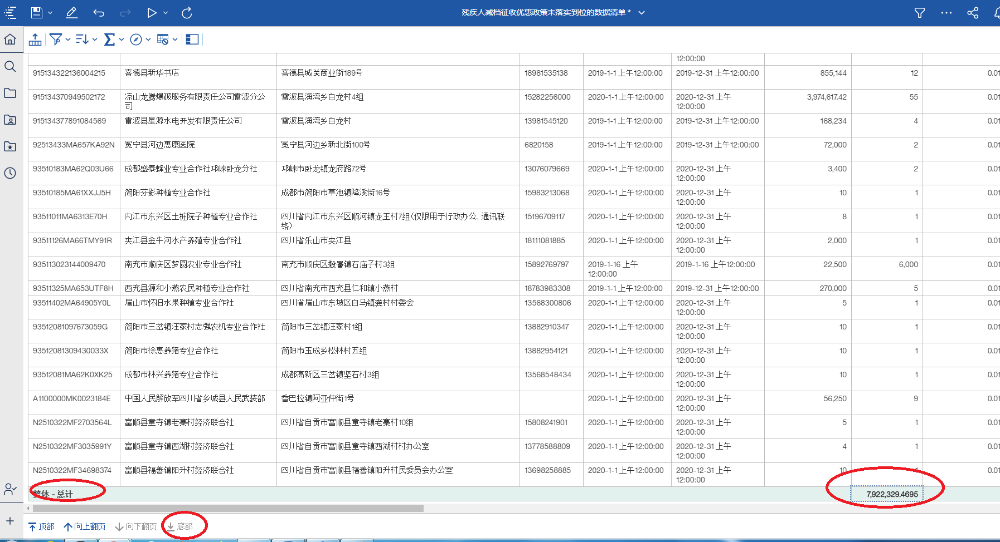 残疾人减档征收优惠政策未落实到位的数据清单 *
12:00:00
915134322136004215 喜德县新华书店 喜德县城关商业街189号 18981535138 2019-1-1 上午12:00:00 2019-12-31 上午12:00:00 855,144 12 0.01
915134370949502172 凉山龙腾爆破服务有限责任公司雷波分公 雷波县海湾乡白龙村4组 15282256000 2020-1-1 上午12:00:00 2020-12-31 上午 3,974,617.42 55 0.01
司 12:00:00
915134377891084569 雷波县星源水电开发有限责任公司 雷波县海湾乡白龙村 13981545120 2019-1-1 上午12:00:00 2019-12-31 上午12:00:00 168,234 4 0.01
92513433MA657KA92N 冕宁县河边惠康医院 冕宁县河边乡新北街100号 6820158 2019-1-1 上午12:00:00 2019-12-31 上午12:00:00 72,000 2 0.01
93510183MA62Q03U66 成都盛泰蜂业专业合作社邛崃卧龙分社 邛崃市卧龙镇龙府路72号 13076079669 2020-1-1 上午12:00:00 2020-12-31 上午 3,400 2 0.01
12:00:00
93510185MA61XXJJ5H 简阳芬影种植专业合作社 成都市简阳市草池镇降溪街16号 15983213068 2020-1-1 上午12:00:00 2020-12-31 上午 10 1 0.01
12:00:00
93511011MA6313E70H 内江市东兴区土桩院子种植专业合作社 四川省内江市东兴区顺河镇龙王村7组（仅限用于行政办公、通讯联 15196709117 2020-1-1 上午12:00:00 2020-12-31 上午 8 1 0.01
络） 12:00:00
93511126MA66TMY91R 夹江县金牛河水产养殖专业合作社 四川省乐山市夹江县 18111081885 2020-1-1 上午12:00:00 2020-12-31 上午 2,000 1 0.01
12:00:00
935113023144009470 南充市顺庆区梦圆农业专业合作社 南充市顺庆区搬罾镇石庙子村3组 15892769797 2019-1-16 上午 2019-1-16 上午12:00:00 22,500 6,000 0.01
12:00:00
93511325MA653UTF8H 西充县源和小燕农民种植专业合作社 四川省南充市西充县仁和镇小燕村 18783983308 2019-1-1 上午12:00:00 2019-12-31 上午12:00:00 270,000 5 0.01
93511402MA64905Y0L 眉山市怀旧水果种植专业合作社 四川省眉山市东坡区白马镇龚村村委会 13568300806 2020-1-1 上午12:00:00 2020-12-31 上午 5 1 0.01
12:00:00
93512081097673059G 简阳市三岔镇汪家村志强农机专业合作社 简阳市三岔镇汪家村1组 13882910347 2020-1-1 上午12:00:00 2020-12-31 上午 10 1 0.01
12:00:00
93512081309430033X 简阳市徐惠养猪专业合作社 简阳市玉成乡松林村五组 13882954121 2020-1-1 上午12:00:00 2020-12-31 上午 10 1 0.01
12:00:00
93512081MA62K0XK25 成都市林兴养猪专业合作社 成都高新区三岔镇坚石村3组 13568548434 2020-1-1 上午12:00:00 2020-12-31 上午 10 1 0.01
12:00:00
A1100000MK0023184E 中国人民解放军四川省乡城县人民武装部 香巴拉镇阿亚仲街1号 2020-1-1 上午12:00:00 2020-12-31 上午 56,250 9 0.01
12:00:00
N2510322MF2703564L 富顺县童寺镇老寨村经济联合社 四川省自贡市富顺县童寺镇老寨村10组 15808241901 2020-1-1 上午12:00:00 2020-12-31 上午 5 1 0.01
12:00:00
N2510322MF3035991Y 富顺县童寺镇西湖村经济联合社 四川省自贡市富顺县童寺镇西湖村村办公室 13778588809 2020-1-1 上午12:00:00 2020-12-31 上午 4 1 0.01
12:00:00
N2510322MF34698374 富顺县福善镇阳升村经济联合社 四川省自贡市富顺县福善镇阳升村民委员会办公室 13698258885 2020-1-1 上午12:00:00 2020-12-31 上午 10 1 0.01
12:00:00
整体 - 总计 7,922,329.4695
顶部 向上翻页 向下翻页 底部